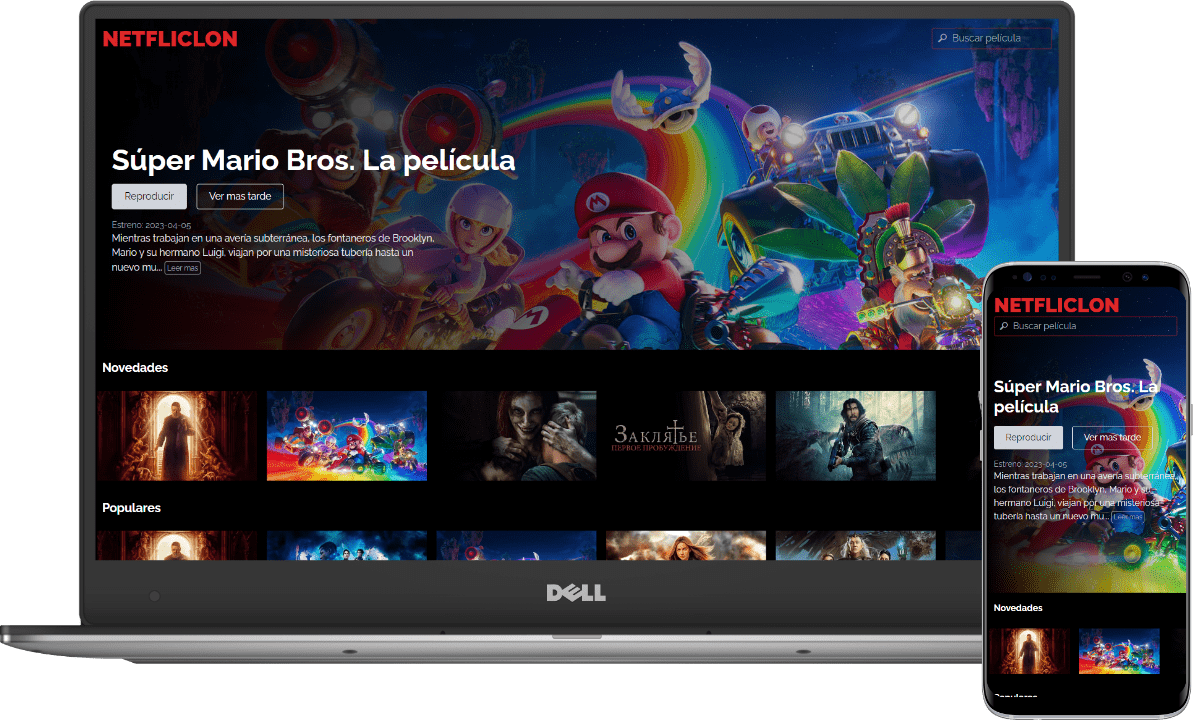 NETFLICLON
Buscar película
Súper Mario Bros. La película
Reproducir
Ver mas tarde
Estreno: 2023-04-05
Mientras trabajan en una avería subterránea, los fontaneros de Brooklyn,
Mario y su hermano Luigi, viajan por una misteriosa tubería hasta un
nuevo mu... Leer más
Novedades
ЗАКЛЯТЬЕ
ПЕРВОЕ ПРОБУЖДЕНИЕ
Populares
DELL
NETFLICLON
Buscar película
Súper Mario Bros. La
película
Reproducir
Ver mas tarde
Estreno: 2023-04-05
Mientras trabajan en una avería subterránea,
los fontaneros de Brooklyn, Mario y su
hermano Luigi, viajan por una misteriosa
tubería hasta un nuevo mu... Leer más
Novedades
Populares